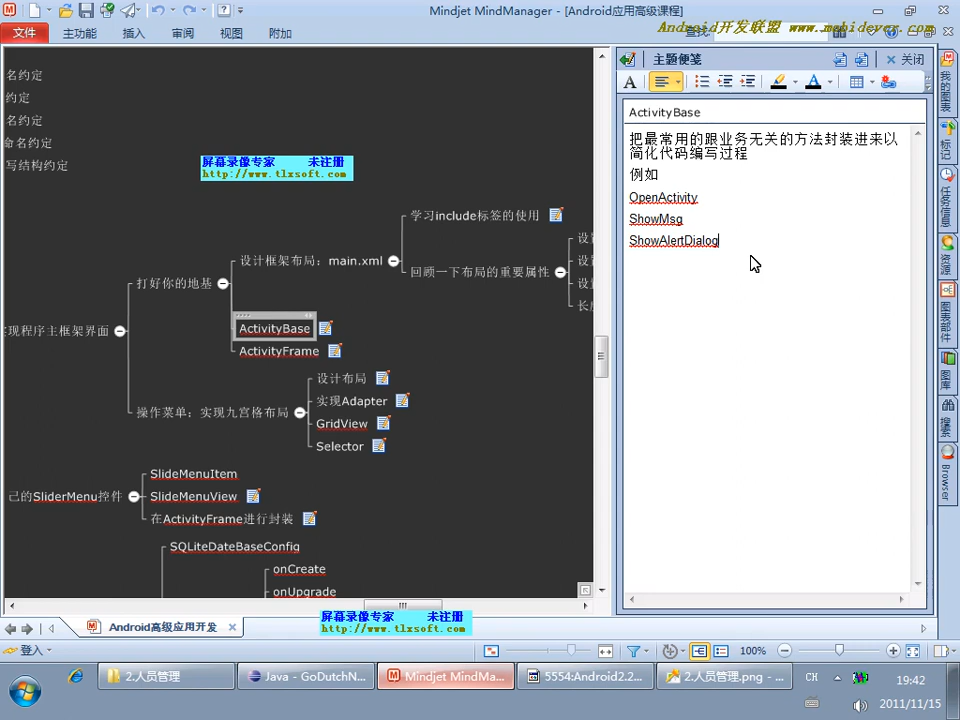 Mindjet MindManager - [Android应用高级课程]
Android开发联盟 www.mobidever.com
文件 主功能 插入 审阅 视图 附加
名约定
约定
名约定
命名约定
写结构约定
屏幕录像专家 未注册
http://www.tlxsoft.com
学习include标签的使用
设计框架布局：main.xml
回顾一下布局的重要属性
打好你的地基
现程序主框架界面
ActivityBase
ActivityFrame
设计布局
操作菜单：实现九宫格布局
实现Adapter
GridView
Selector
SlideMenuItem
己的SliderMenu控件
SlideMenuView
在ActivityFrame进行封装
SQLiteDateBaseConfig
onCreate
onUpgrade
主题便笺
关闭
ActivityBase
把最常用的跟业务无关的方法封装进来以
简化代码编写过程
例如
OpenActivity
ShowMsg
ShowAlertDialog
我的图表
标记
任务信息
资源
图表部件
图库
搜索
Browser
屏幕录像专家 未注册
http://www.tlxsoft.com
Android高级应用开发
登入
100%
2.人员管理
Java - GoDutchN...
Mindjet MindMa...
5554:Android2.2...
2.人员管理.png - ...
CH
19:42
2011/11/15